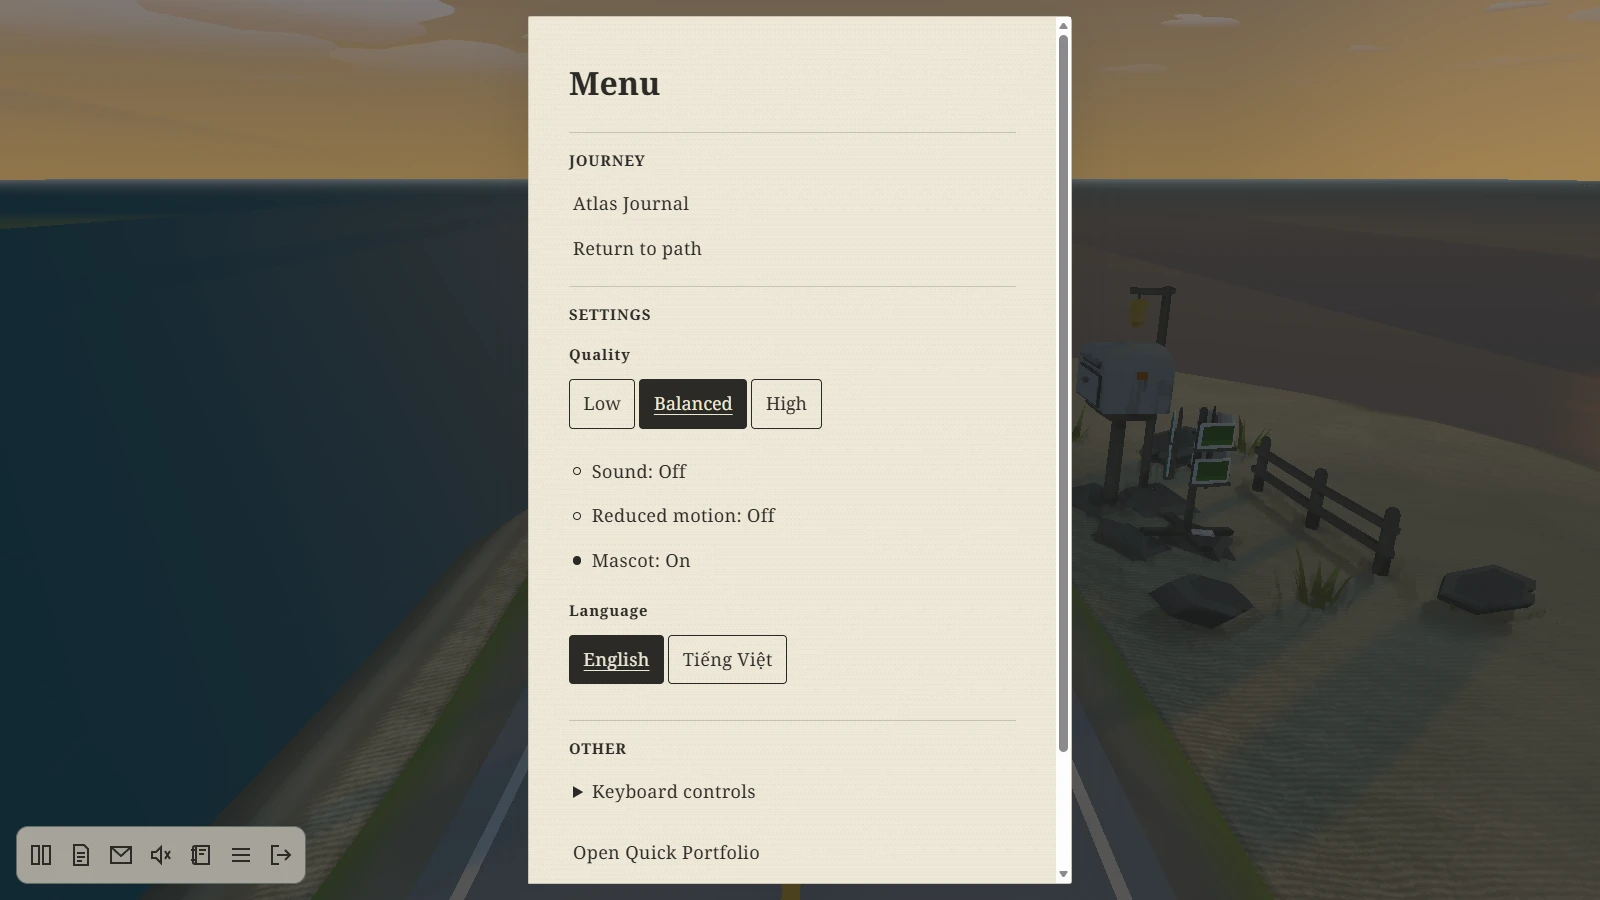 Menu
JOURNEY
Atlas Journal
Return to path
SETTINGS
Quality
Low Balanced High
Sound: Off
Reduced motion: Off
Mascot: On
Language
English Tiếng Việt
OTHER
Keyboard controls
Open Quick Portfolio